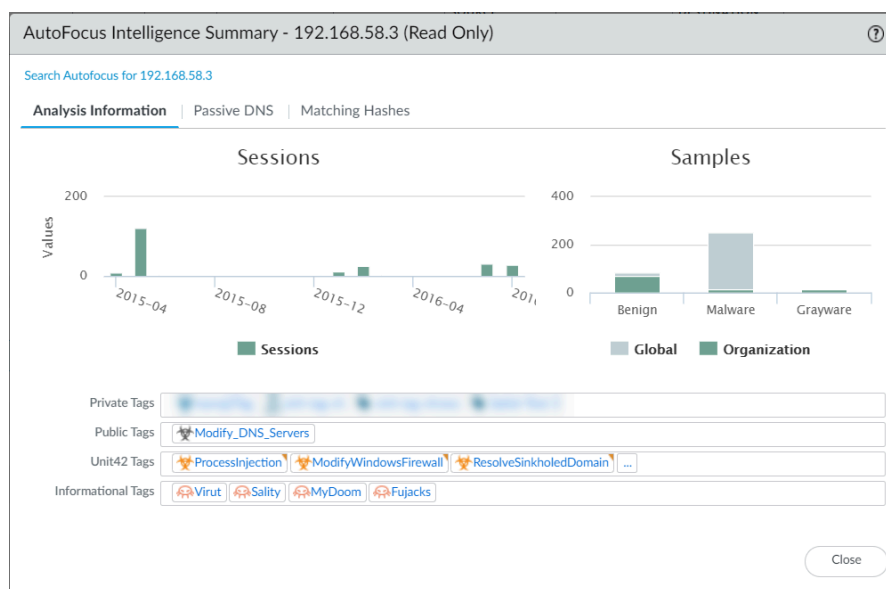 AutoFocus Intelligence Summary - 192.168.58.3 (Read Only)
Search Autofocus for 192.168.58.3
Analysis Information | Passive DNS | Matching Hashes
Sessions
200
Values
0
2015-04 2015-08 2015-12 2016-04 201
Sessions
Samples
400
200
0
Benign Malware Grayware
Global Organization
Private Tags
Public Tags Modify_DNS_Servers
Unit42 Tags ProcessInjection ModifyWindowsFirewall ResolveSinkholedDomain ...
Informational Tags Virut Sality MyDoom Fujacks
Close